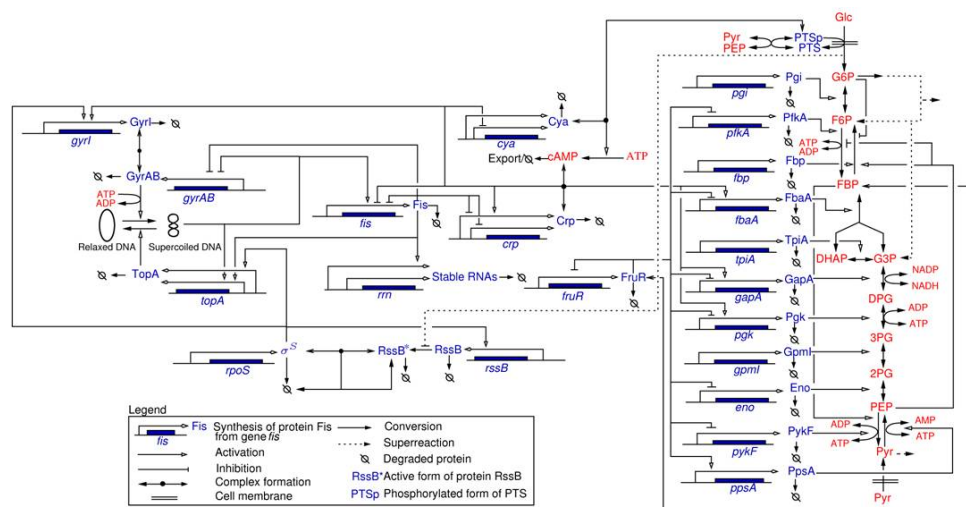 Glc
Pyr
PEP
PTSp
PTS
G6P
Pgi
pgi
GyrI
gyrI
Cya
cya
PfkA
pfkA
F6P
ATP
ADP
Export/
cAMP
ATP
GyrAB
gyrAB
Fbp
fbp
FBP
ATP
ADP
Fis
fis
Crp
crp
FbaA
fbaA
Relaxed DNA
Supercoiled DNA
TpiA
tpiA
DHAP
G3P
TopA
topA
Stable RNAs
rrn
FruR
fruR
GapA
gapA
NADP
NADH
DPG
Pgk
pgk
ADP
ATP
3PG
σS
rpoS
RssB*
RssB
rssB
GpmI
gpmI
2PG
Eno
eno
PEP
ADP
ATP
AMP
ATP
PykF
pykF
Pyr
PpsA
ppsA
Pyr
Legend
Fis Synthesis of protein Fis
from gene fis
fis
Activation
Inhibition
Complex formation
Cell membrane
Conversion
Superreaction
Degraded protein
RssB* Active form of protein RssB
PTSp Phosphorylated form of PTS